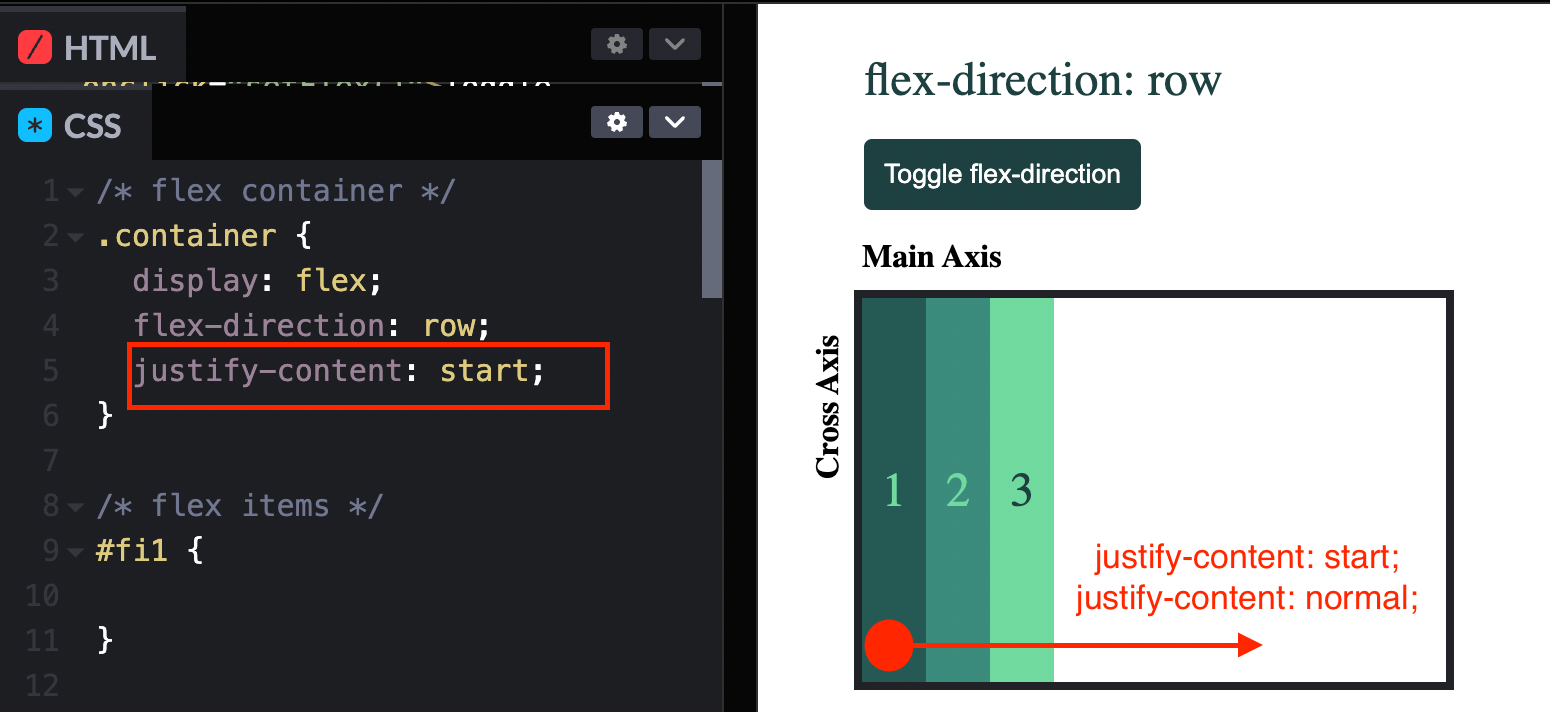 HTML
CSS
1 /* flex container */
2 .container {
3 display: flex;
4 flex-direction: row;
5 justify-content: start;
6 }
7
8 /* flex items */
9 #fi1 {
10
11 }
12
flex-direction: row
Toggle flex-direction
Main Axis
Cross Axis
1 2 3
justify-content: start;
justify-content: normal;